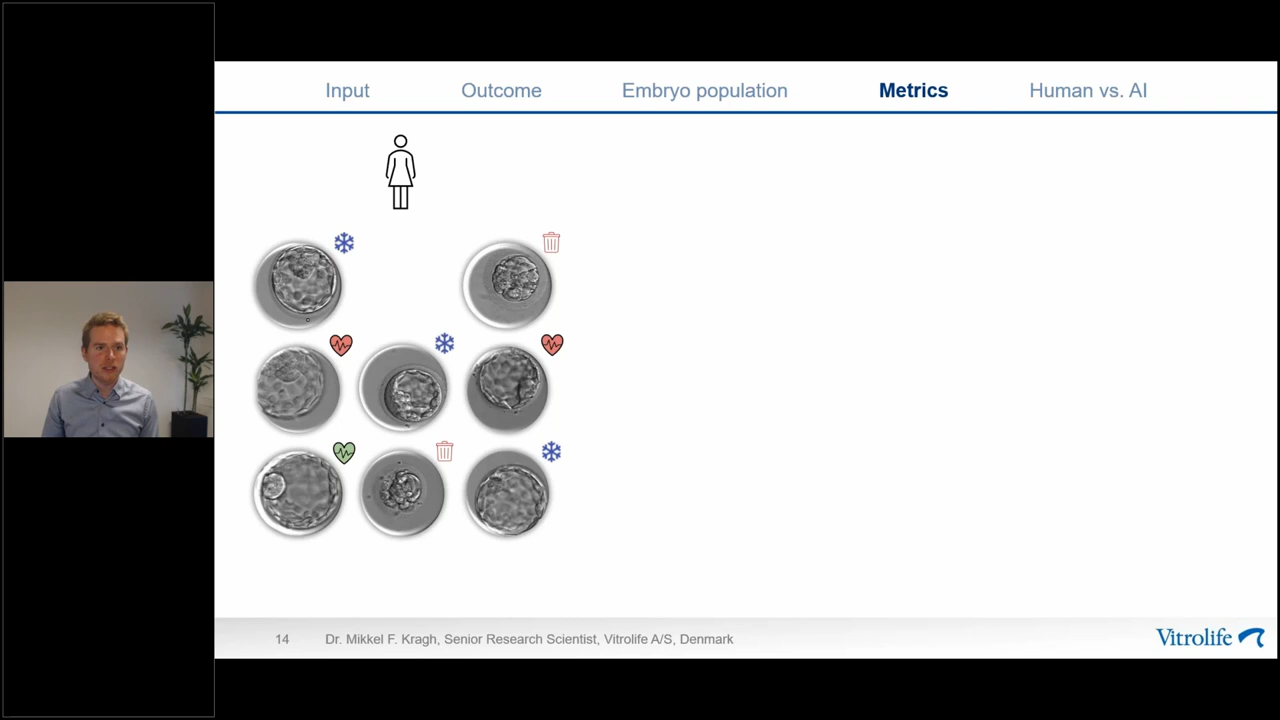 Input Outcome Embryo population Metrics Human vs. AI
14 Dr. Mikkel F. Kragh, Senior Research Scientist, Vitrolife A/S, Denmark
Vitrolife